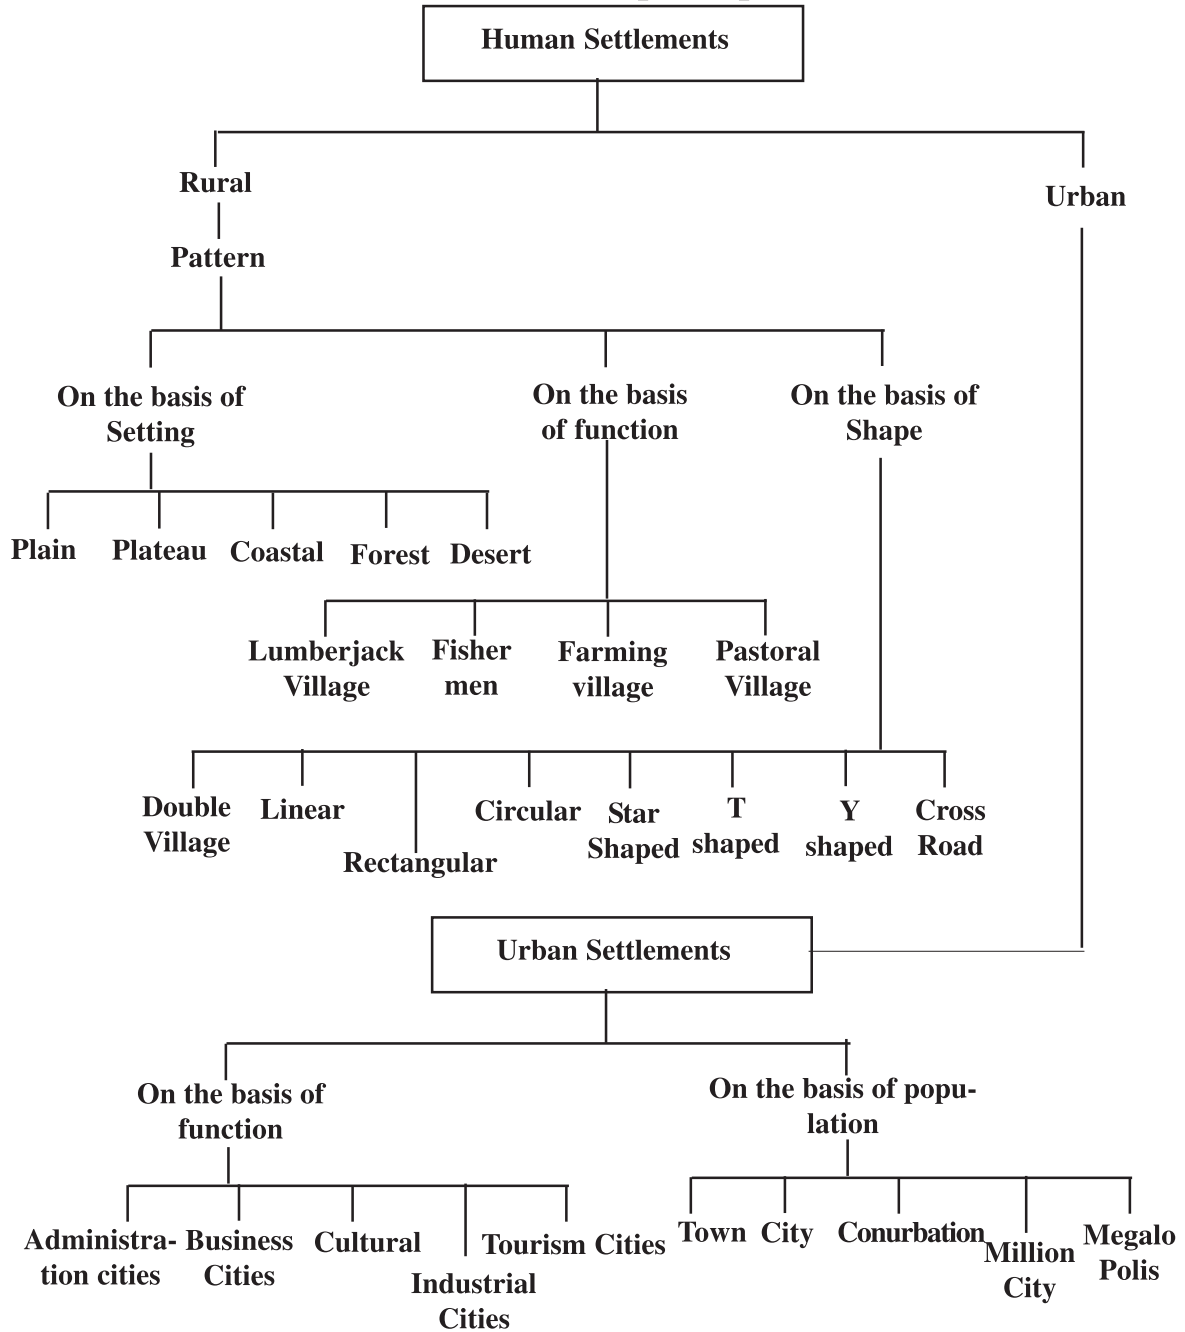 Human Settlements
Rural
Urban
Pattern
On the basis of
Setting
On the basis
of function
On the basis of
Shape
Plain
Plateau
Coastal
Forest
Desert
Lumberjack
Village
Fisher
men
Farming
village
Pastoral
Village
Double
Village
Linear
Rectangular
Circular
Star
Shaped
T
shaped
Y
shaped
Cross
Road
Urban Settlements
On the basis of
function
On the basis of popu-
lation
Administra-
tion cities
Business
Cities
Cultural
Industrial
Cities
Tourism Cities
Town
City
Conurbation
Million
City
Megalo
Polis